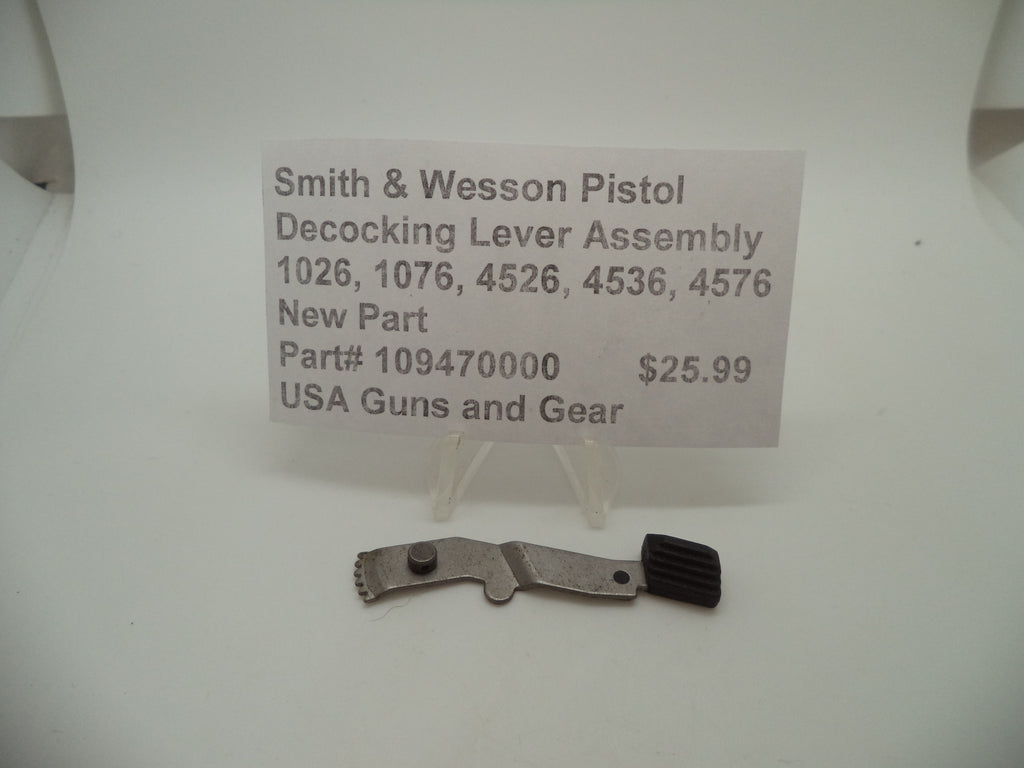 Smith & Wesson Pistol
Decocking Lever Assembly
1026, 1076, 4526, 4536, 4576
New Part
Part# 109470000 $25.99
USA Guns and Gear